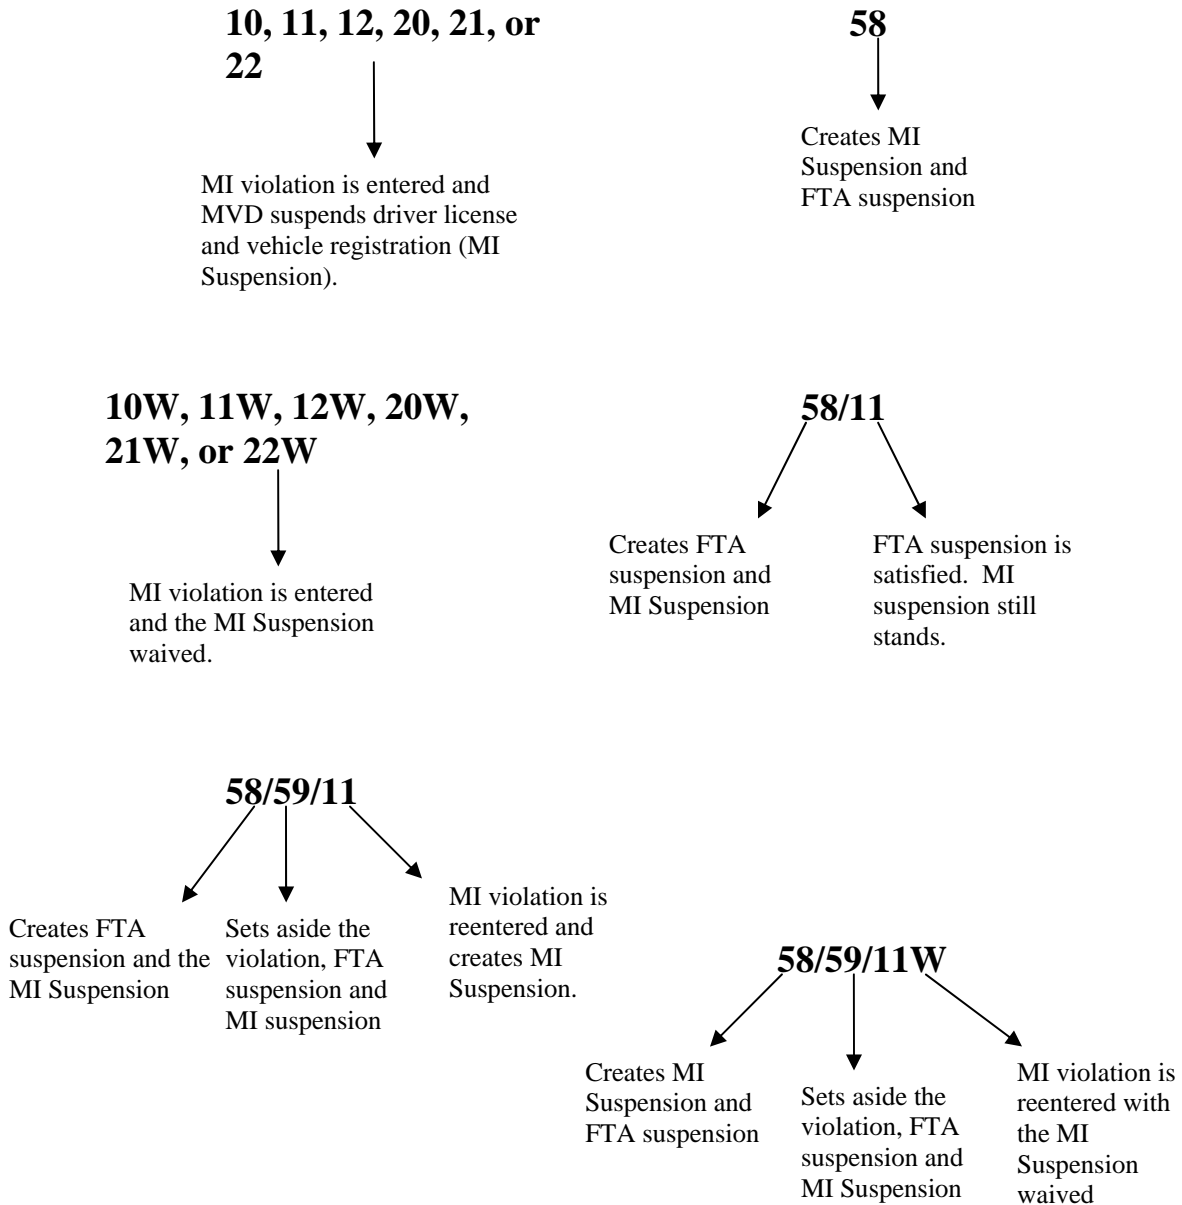 10, 11, 12, 20, 21, or
22
MI violation is entered and
MVD suspends driver license
and vehicle registration (MI
Suspension).
58
Creates MI
Suspension and
FTA suspension
10W, 11W, 12W, 20W,
21W, or 22W
MI violation is entered
and the MI Suspension
waived.
58/11
Creates FTA
suspension and
MI Suspension
FTA suspension is
satisfied.  MI
suspension still
stands.
58/59/11
Creates FTA
suspension and the
MI Suspension
Sets aside the
violation, FTA
suspension and
MI suspension
MI violation is
reentered and
creates MI
Suspension.
58/59/11W
Creates MI
Suspension and
FTA suspension
Sets aside the
violation, FTA
suspension and
MI Suspension
MI violation is
reentered with
the MI
Suspension
waived